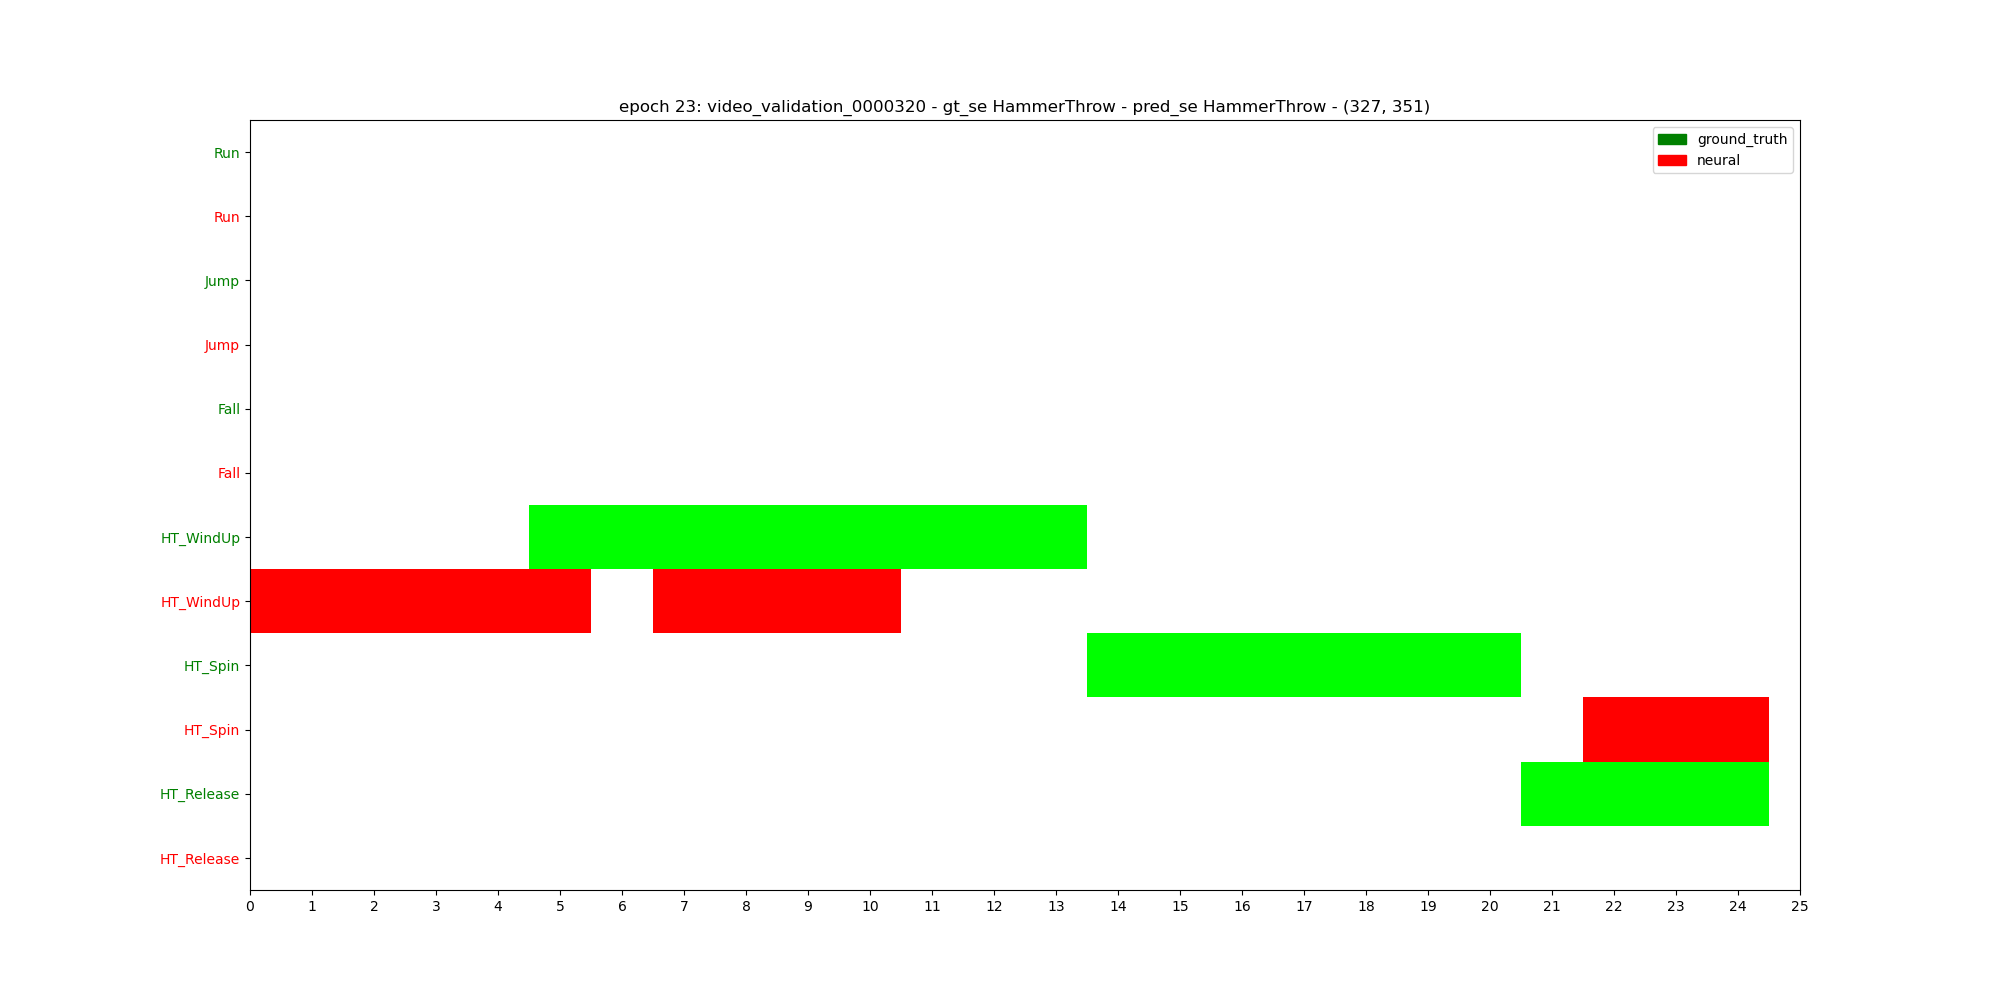 epoch 23: video_validation_0000320 - gt_se HammerThrow - pred_se HammerThrow - (327, 351)
ground_truth
neural
Run
Run
Jump
Jump
Fall
Fall
HT_WindUp
HT_WindUp
HT_Spin
HT_Spin
HT_Release
HT_Release
0 1 2 3 4 5 6 7 8 9 10 11 12 13 14 15 16 17 18 19 20 21 22 23 24 25